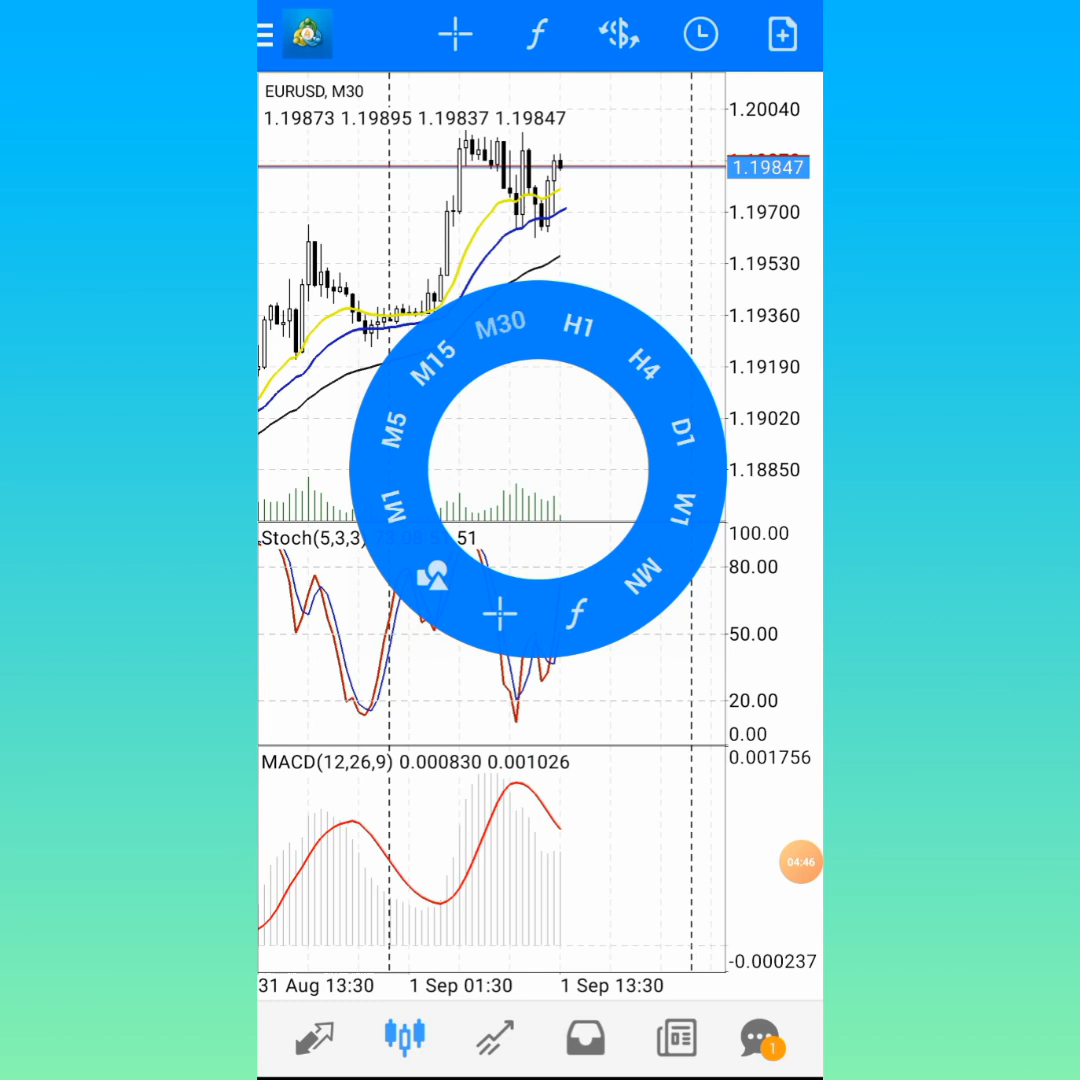 EURUSD, M30
1.19873 1.19895 1.19837 1.19847
1.20040
1.19847
1.19700
1.19530
1.19360
1.19190
1.19020
1.18850
M1
M5
M15
M30
H1
H4
D1
W1
MN
f
Stoch(5,3,3) 73.08 51.51
100.00
80.00
50.00
20.00
0.00
MACD(12,26,9) 0.000830 0.001026
0.001756
-0.000237
04:46
31 Aug 13:30
1 Sep 01:30
1 Sep 13:30
1